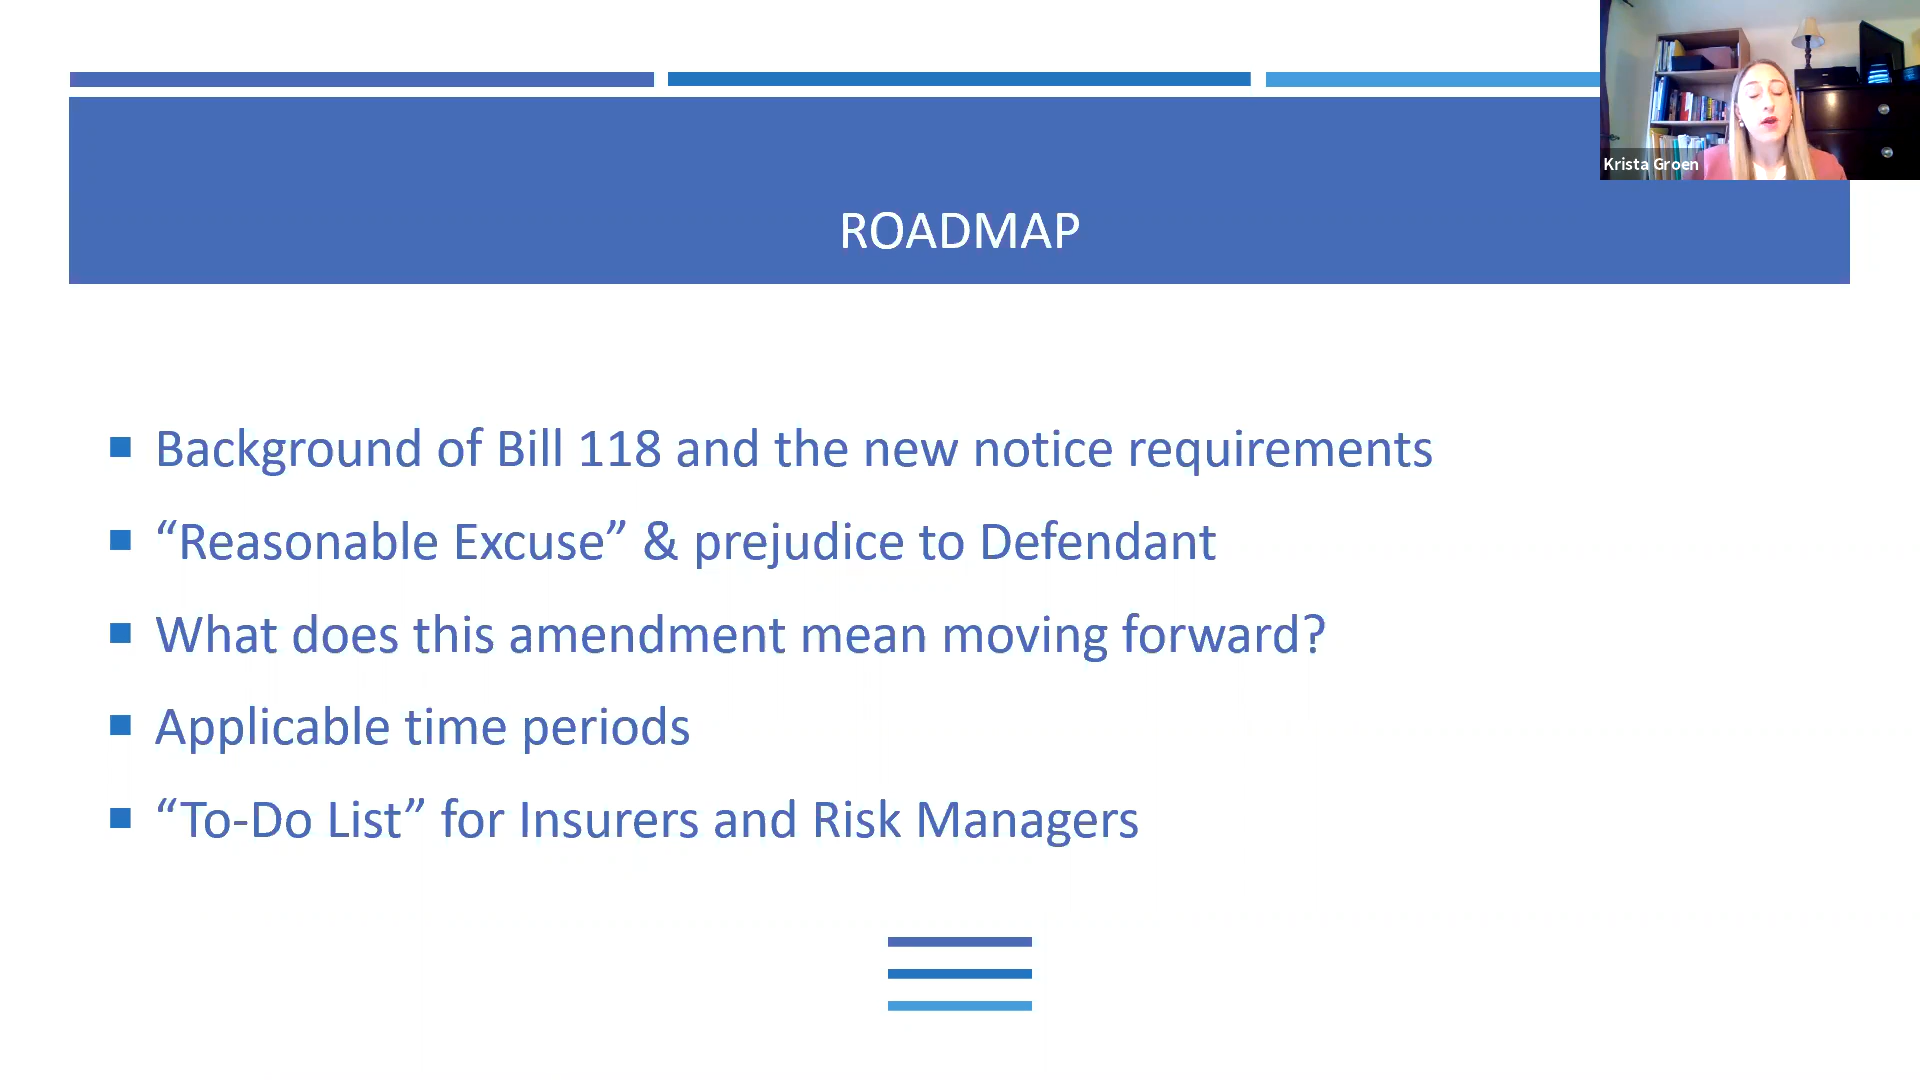 Krista Groen
ROADMAP
Background of Bill 118 and the new notice requirements
“Reasonable Excuse” & prejudice to Defendant
What does this amendment mean moving forward?
Applicable time periods
“To-Do List” for Insurers and Risk Managers